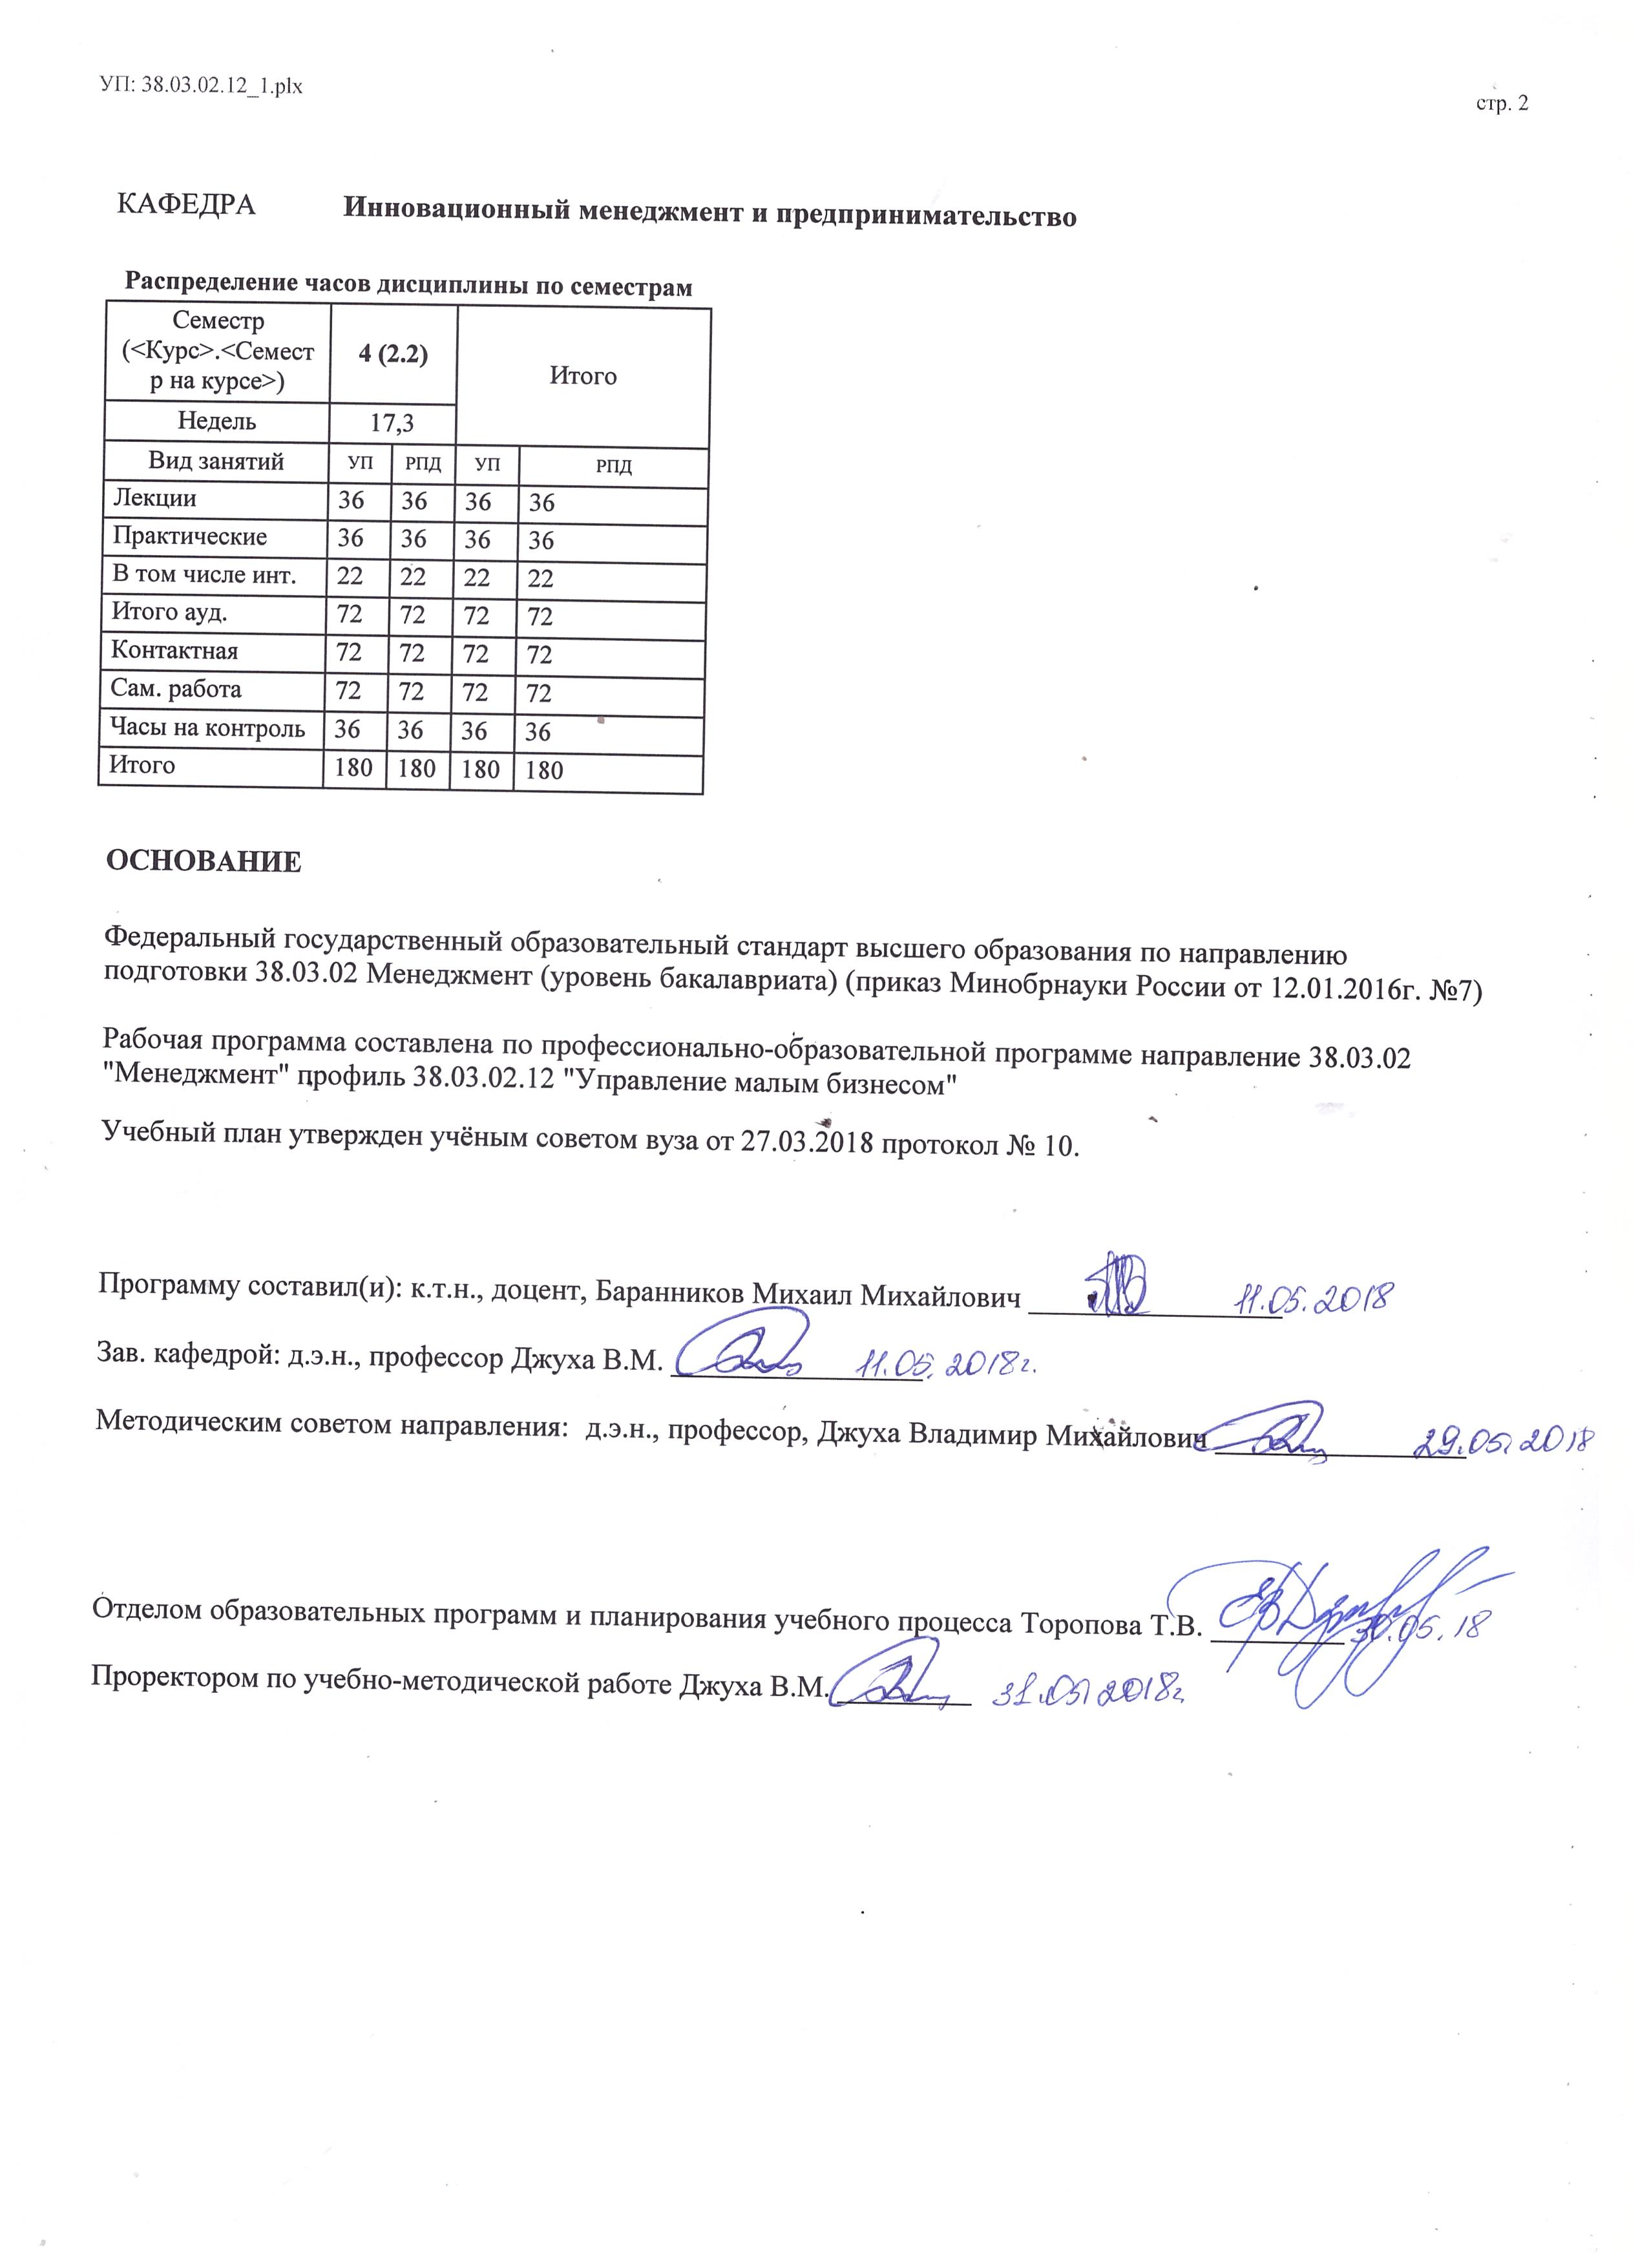 УП: 38.03.02.12_1.plx
стр. 2
КАФЕДРА Инновационный менеджмент и предпринимательство
Распределение часов дисциплины по семестрам
Семестр
(<Курс>.<Семест
р на курсе>)
4 (2.2)
Итого
Недель 17,3
Вид занятий УП РПД УП РПД
Лекции 36 36 36 36
Практические 36 36 36 36
В том числе инт. 22 22 22 22
Итого ауд. 72 72 72 72
Контактная 72 72 72 72
Сам. работа 72 72 72 72
Часы на контроль 36 36 36 36
Итого 180 180 180 180
ОСНОВАНИЕ
Федеральный государственный образовательный стандарт высшего образования по направлению
подготовки 38.03.02 Менеджмент (уровень бакалавриата) (приказ Минобрнауки России от 12.01.2016г. №7)
Рабочая программа составлена по профессионально-образовательной программе направление 38.03.02
"Менеджмент" профиль 38.03.02.12 "Управление малым бизнесом"
Учебный план утвержден учёным советом вуза от 27.03.2018 протокол № 10.
Программу составил(и): к.т.н., доцент, Баранников Михаил Михайлович 11.05.2018
Зав. кафедрой: д.э.н., профессор Джуха В.М. 11.05.2018г.
Методическим советом направления: д.э.н., профессор, Джуха Владимир Михайлович 29.05.2018
Отделом образовательных программ и планирования учебного процесса Торопова Т.В. 30.05.18
Проректором по учебно-методической работе Джуха В.М. 31.05.2018г.